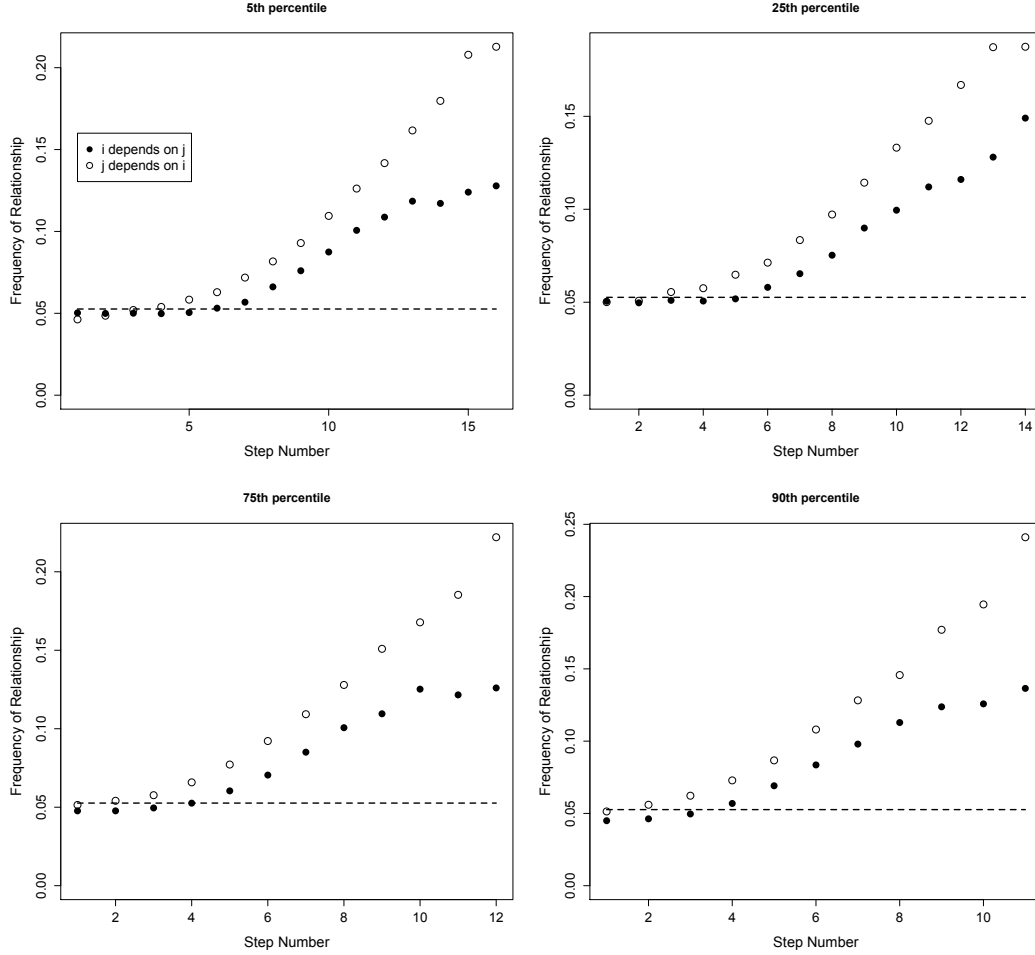 5th percentile
Frequency of Relationship
0.00
0.05
0.10
0.15
0.20
i depends on j
j depends on i
5
10
15
Step Number
25th percentile
Frequency of Relationship
0.00
0.05
0.10
0.15
2
4
6
8
10
12
14
Step Number
75th percentile
Frequency of Relationship
0.00
0.05
0.10
0.15
0.20
2
4
6
8
10
12
Step Number
90th percentile
Frequency of Relationship
0.00
0.05
0.10
0.15
0.20
0.25
2
4
6
8
10
Step Number